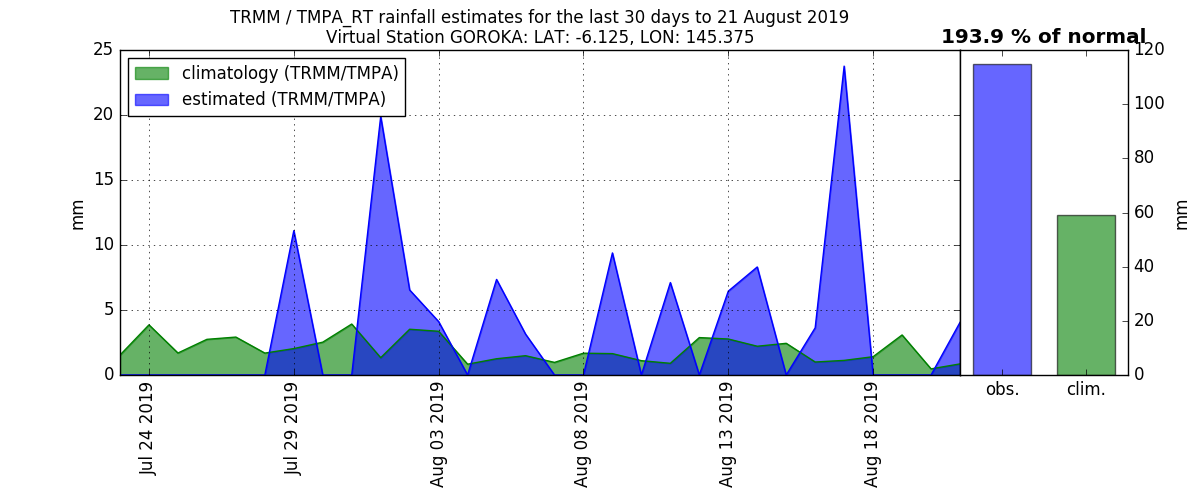 TRMM / TMPA_RT rainfall estimates for the last 30 days to 21 August 2019
Virtual Station GOROKA: LAT: -6.125, LON: 145.375
193.9 % of normal
climatology (TRMM/TMPA)
estimated (TRMM/TMPA)
25
20
15
10
5
0
mm
Jul 24 2019
Jul 29 2019
Aug 03 2019
Aug 08 2019
Aug 13 2019
Aug 18 2019
120
100
80
60
40
20
0
mm
obs.
clim.